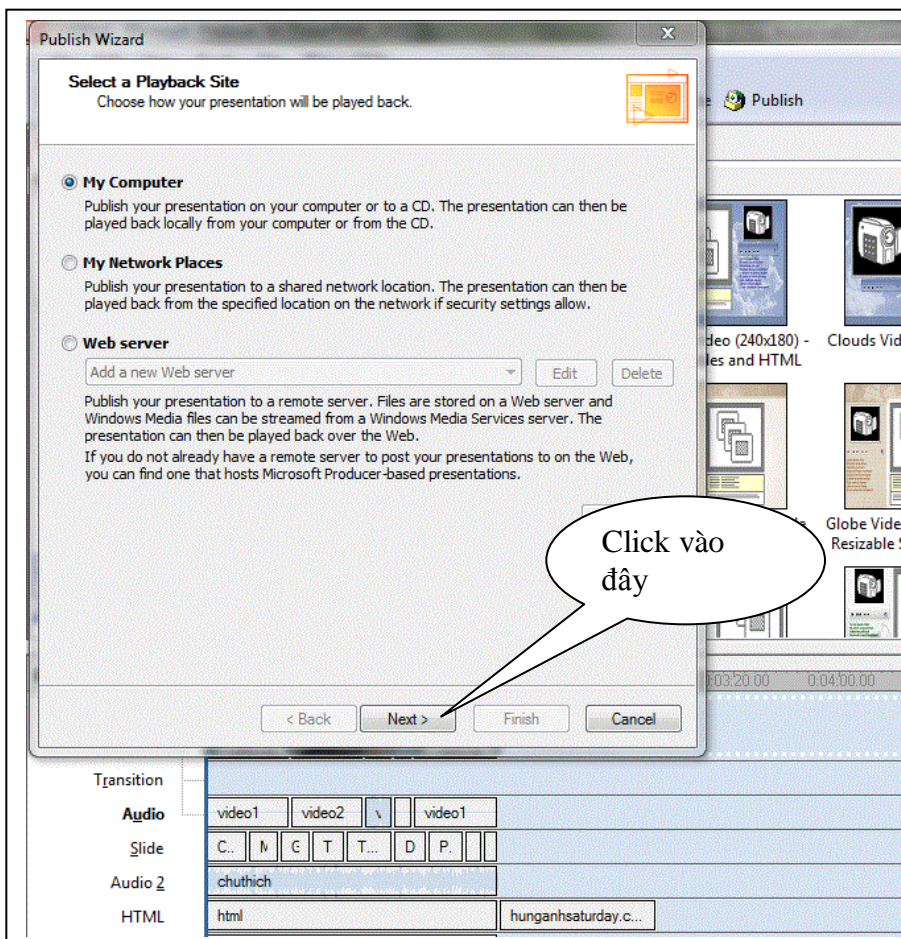 Publish Wizard
Select a Playback Site
Choose how your presentation will be played back.
Publish
My Computer
Publish your presentation on your computer or to a CD. The presentation can then be
played back locally from your computer or from the CD.
My Network Places
Publish your presentation to a shared network location. The presentation can then be
played back from the specified location on the network if security settings allow.
Web server
Add a new Web server
Edit
Delete
Publish your presentation to a remote server. Files are stored on a Web server and
Windows Media files can be streamed from a Windows Media Services server. The
presentation can then be played back over the Web.
If you do not already have a remote server to post your presentations to on the Web,
you can find one that hosts Microsoft Producer-based presentations.
(240x180) -
and HTML
Clouds Vid
Globe Vide
Resizable S
Click vào
đây
0:03:20.00 0:04:00.00
< Back
Next >
Finish
Cancel
Transition
Audio
video1 video2 video1
Slide
C.. M G T T... D P.
Audio 2
chuthich
HTML
html
hunganhsaturday.c...